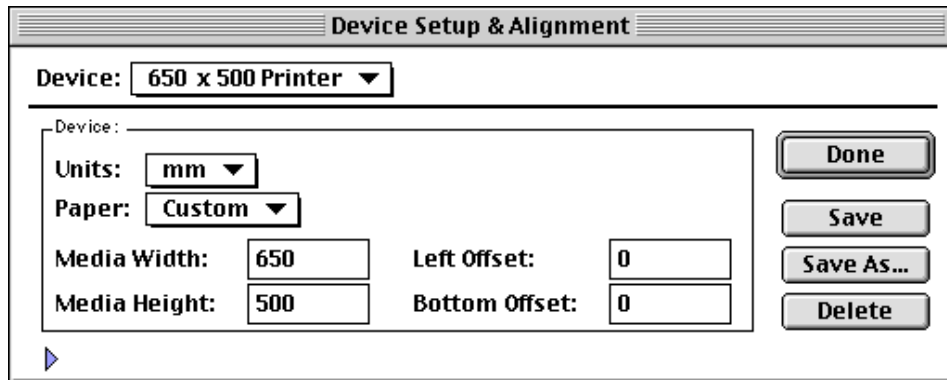 Device Setup & Alignment
Device: 650 x 500 Printer
Device:
Units: mm
Paper: Custom
Media Width: 650 Left Offset: 0
Media Height: 500 Bottom Offset: 0
Done
Save
Save As...
Delete